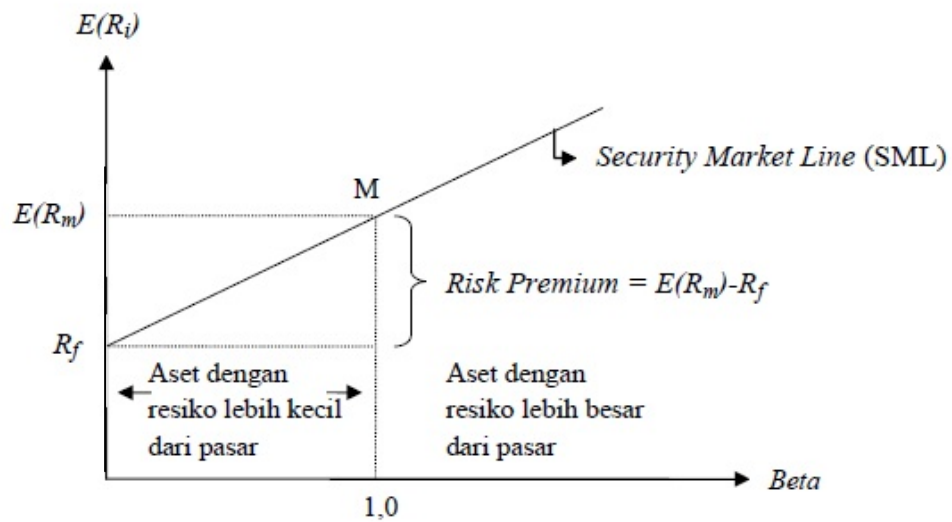 E(Ri)
Security Market Line (SML)
M
E(Rm)
Risk Premium = E(Rm)-Rf
Rf
Aset dengan
resiko lebih kecil
dari pasar
Aset dengan
resiko lebih besar
dari pasar
Beta
1,0